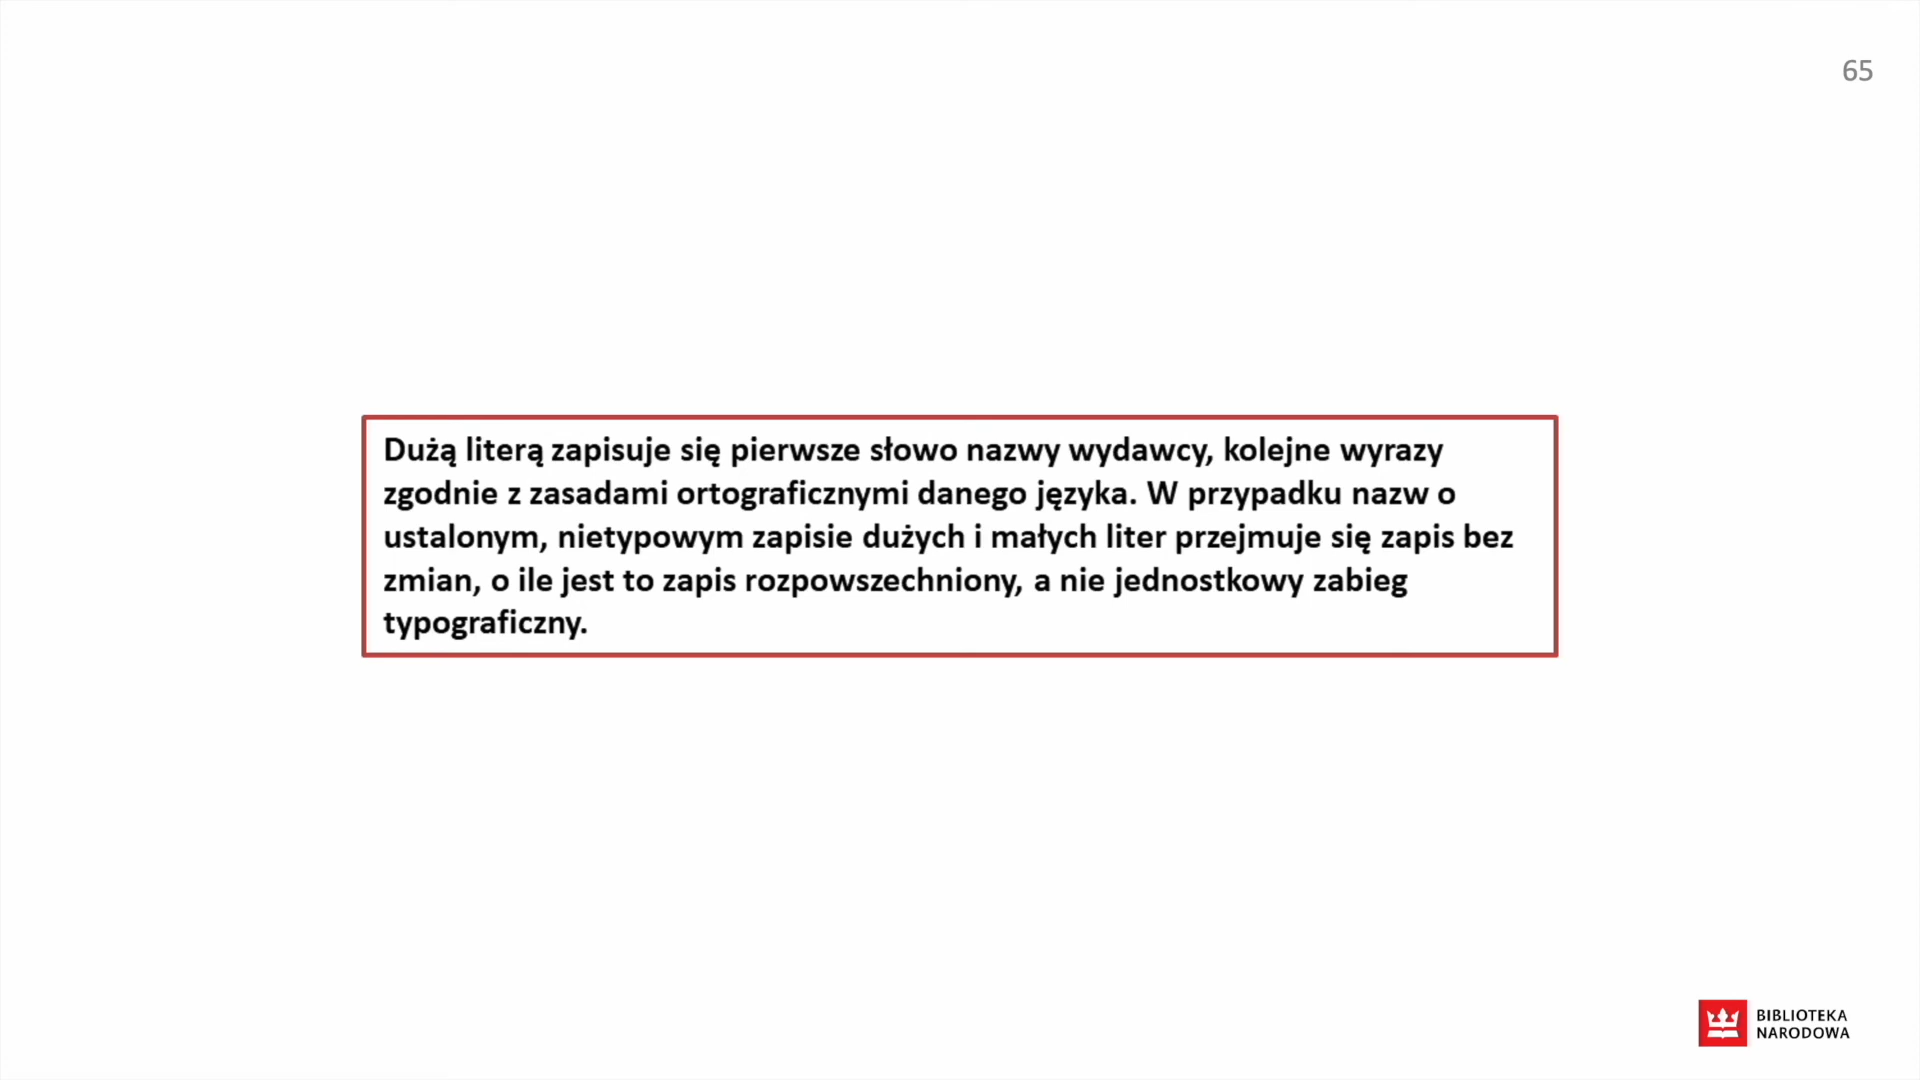 65
Dużą literą zapisuje się pierwsze słowo nazwy wydawcy, kolejne wyrazy
zgodnie z zasadami ortograficznymi danego języka. W przypadku nazw o
ustalonym, nietypowym zapisie dużych i małych liter przejmuje się zapis bez
zmian, o ile jest to zapis rozpowszechniony, a nie jednostkowy zabieg
typograficzny.
BIBLIOTEKA
NARODOWA